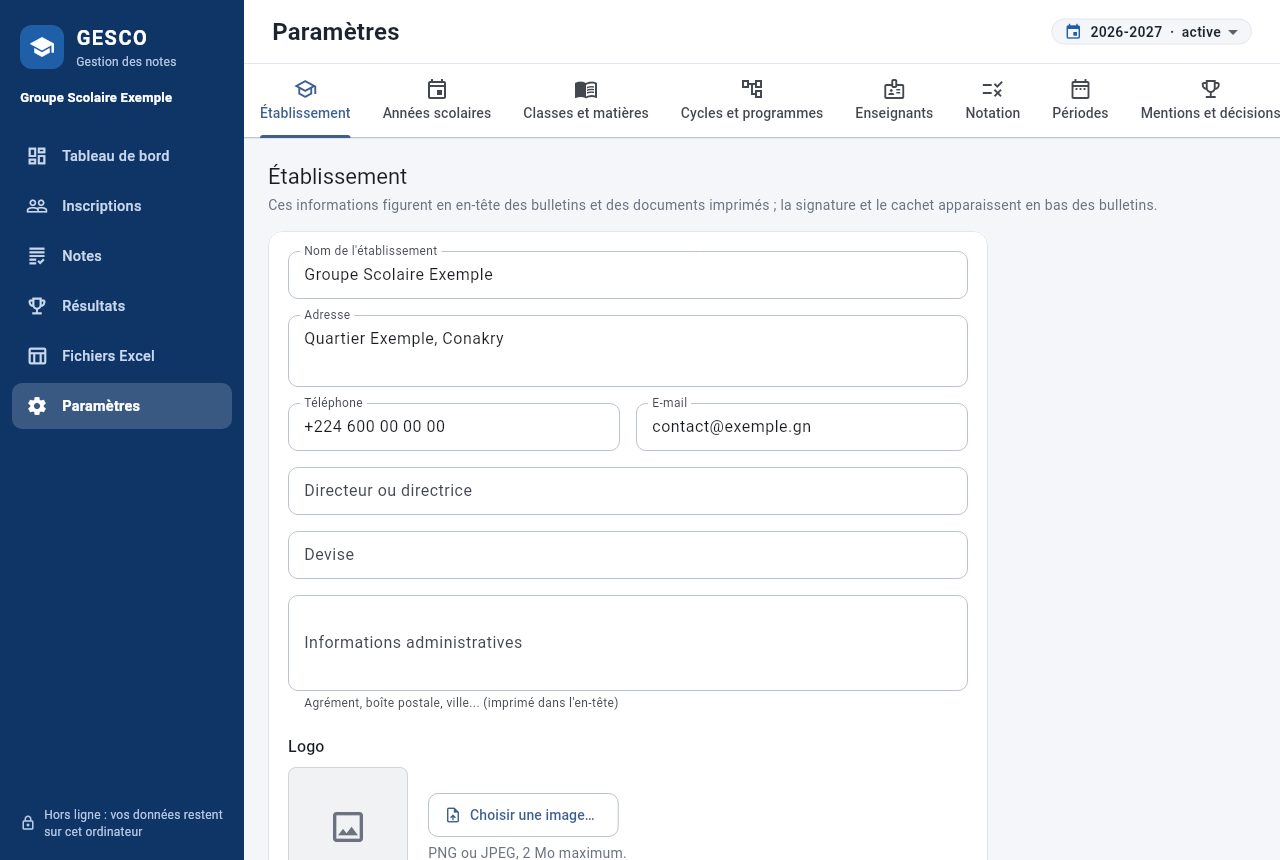 GESCO
Gestion des notes
Groupe Scolaire Exemple
Tableau de bord
Inscriptions
Notes
Résultats
Fichiers Excel
Paramètres
Hors ligne : vos données restent
sur cet ordinateur
Paramètres
2026-2027 · active
Établissement
Années scolaires
Classes et matières
Cycles et programmes
Enseignants
Notation
Périodes
Mentions et décisions
Établissement
Ces informations figurent en en-tête des bulletins et des documents imprimés ; la signature et le cachet apparaissent en bas des bulletins.
Nom de l'établissement
Groupe Scolaire Exemple
Adresse
Quartier Exemple, Conakry
Téléphone
+224 600 00 00 00
E-mail
contact@exemple.gn
Directeur ou directrice
Devise
Informations administratives
Agrément, boîte postale, ville... (imprimé dans l'en-tête)
Logo
Choisir une image...
PNG ou JPEG, 2 Mo maximum.